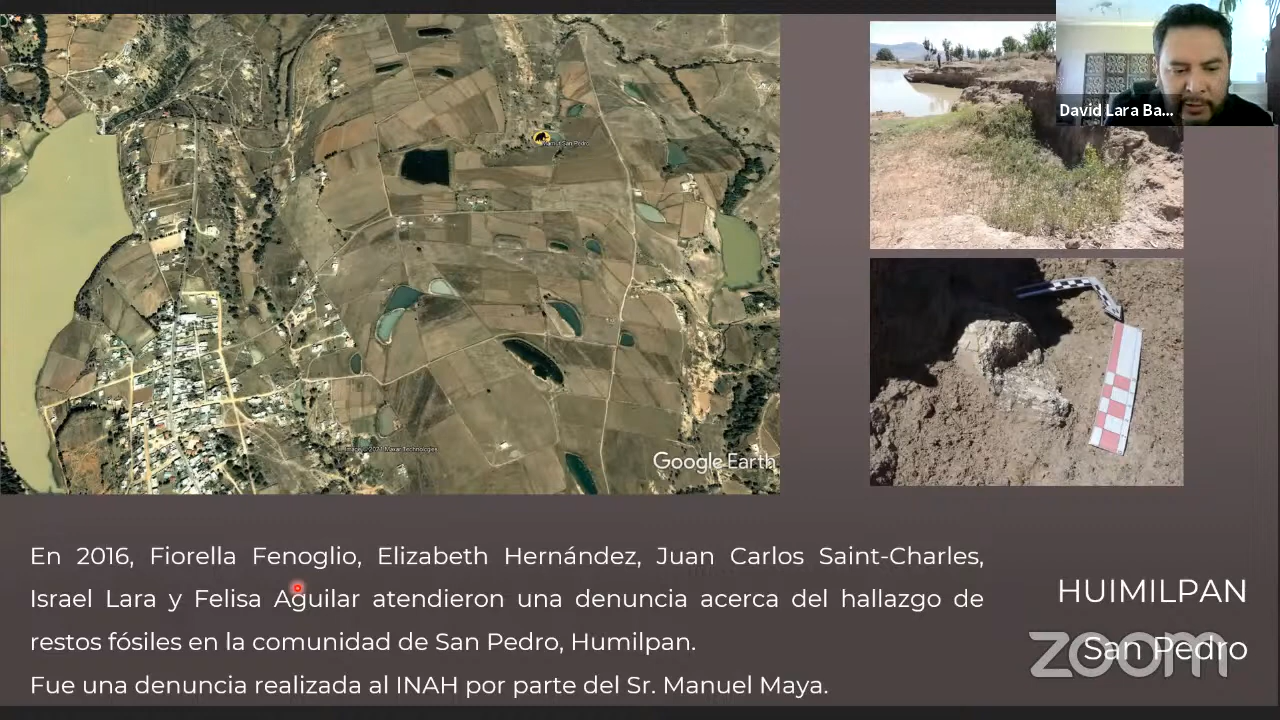 David Lara Ba...
San Pedro
Google Earth
En 2016, Fiorella Fenoglio, Elizabeth Hernández, Juan Carlos Saint-Charles,
Israel Lara y Felisa Aguilar atendieron una denuncia acerca del hallazgo de
restos fósiles en la comunidad de San Pedro, Humilpan.
Fue una denuncia realizada al INAH por parte del Sr. Manuel Maya.
HUIMILPAN
San Pedro
zoom